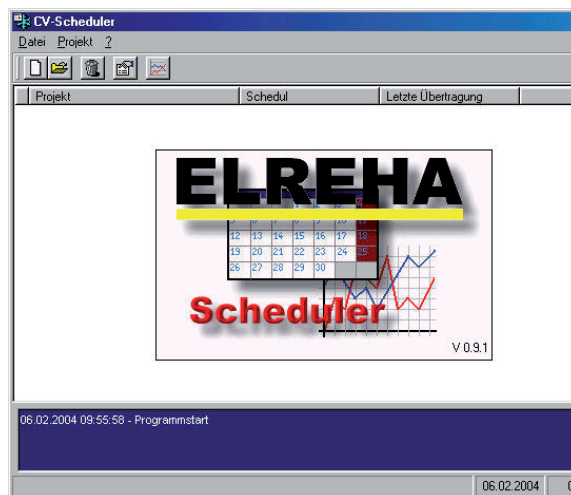 CV-Scheduler
Datei Projekt ?
Projekt Schedul Letzte Übertragung
ELREHA
12 13 14 15 16 17 18
19 20 21 22 23 24 25
26 27 28 29 30
Scheduler
V 0.9.1
06.02.2004 09:55:58 - Programmstart
06.02.2004